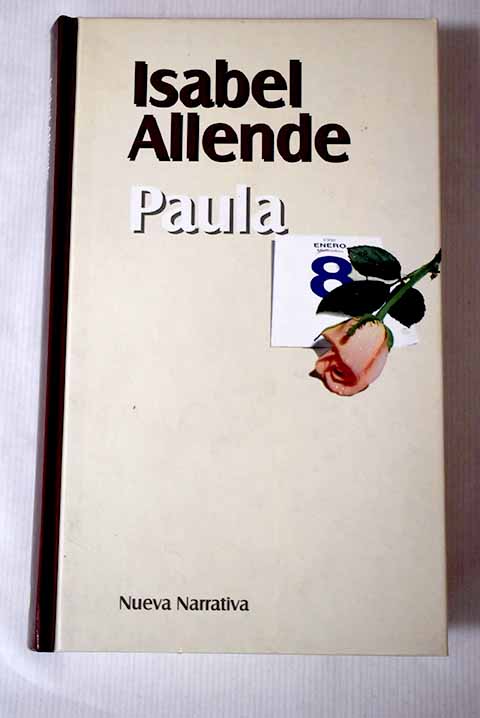 Isabel
Allende
Paula
ENERO
8
Nueva Narrativa